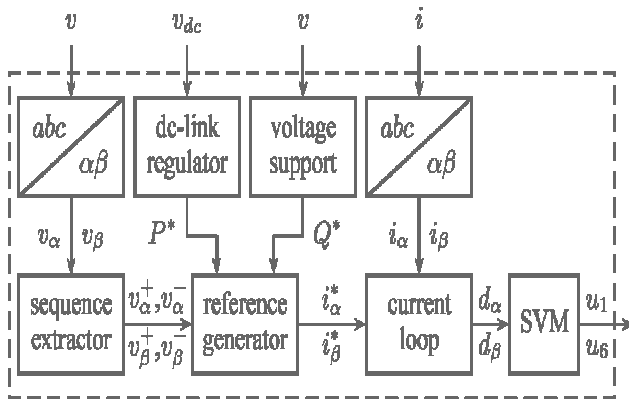 v v_dc v i
abc αβ
dc-link regulator
voltage support
abc αβ
v_α v_β
P*
Q*
i_α i_β
sequence extractor
v_α^+,v_α^-
v_β^+,v_β^-
reference generator
i_α^*
i_β^*
current loop
d_α
d_β
SVM
u_1
u_6